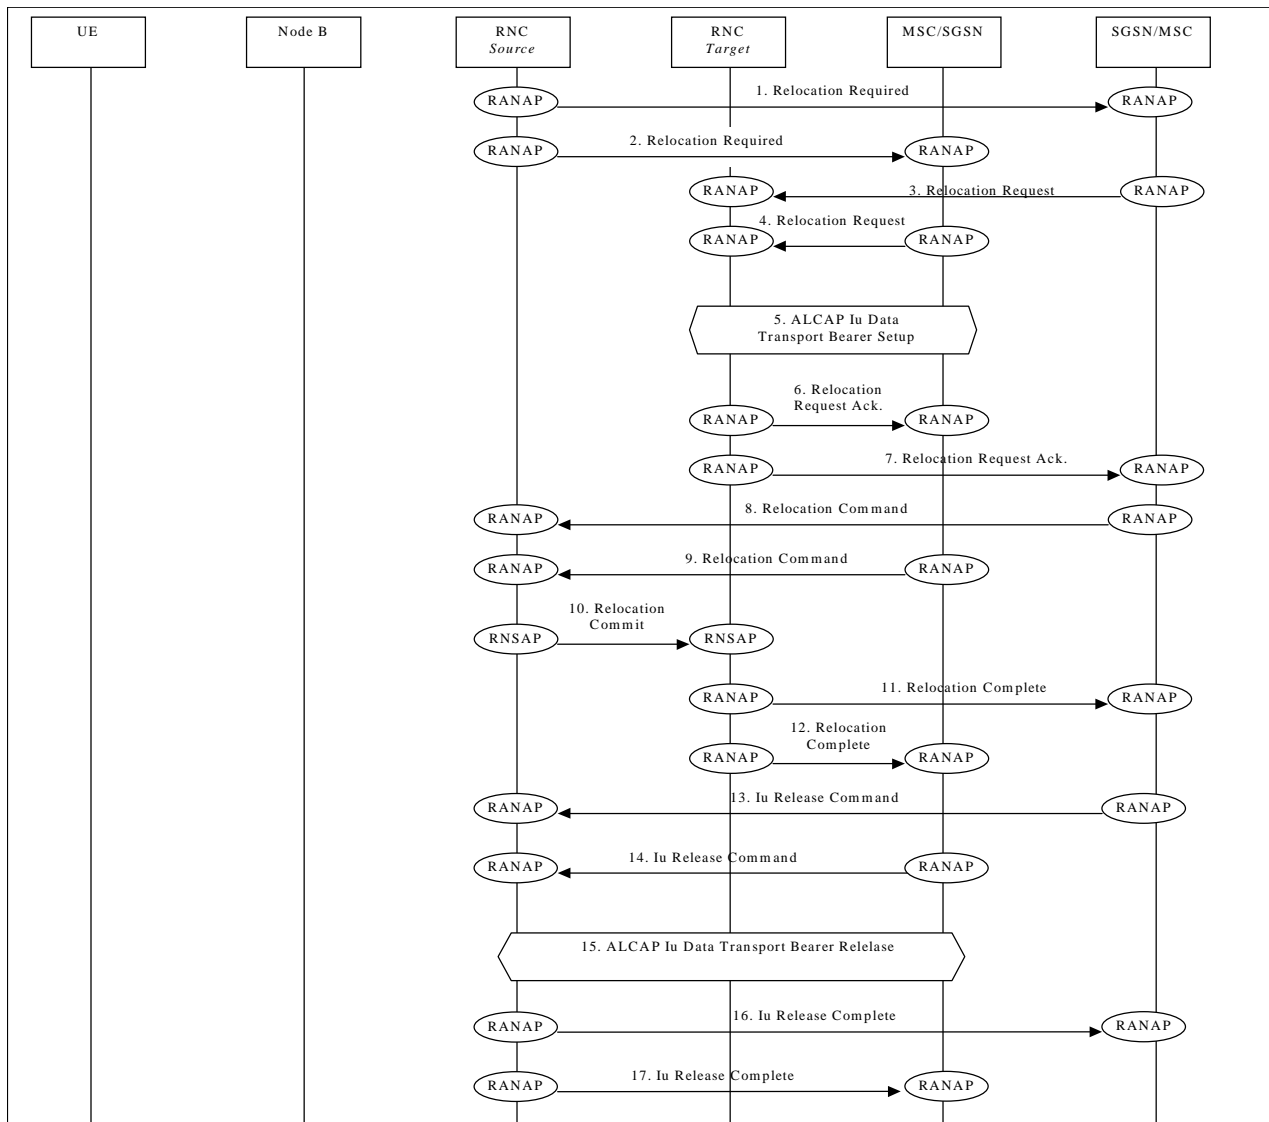 UE
Node B
RNC
Source
RNC
Target
MSC/SGSN
SGSN/MSC
RANAP
1. Relocation Required
RANAP
RANAP
2. Relocation Required
RANAP
RANAP
3. Relocation Request
RANAP
4. Relocation Request
RANAP
RANAP
5. ALCAP Iu Data
Transport Bearer Setup
6. Relocation
Request Ack.
RANAP
RANAP
RANAP
7. Relocation Request Ack.
RANAP
RANAP
8. Relocation Command
RANAP
RANAP
9. Relocation Command
RANAP
10. Relocation
Commit
RNSAP
RNSAP
RANAP
11. Relocation Complete
RANAP
12. Relocation
Complete
RANAP
RANAP
RANAP
13. Iu Release Command
RANAP
RANAP
14. Iu Release Command
RANAP
15. ALCAP Iu Data Transport Bearer Relelase
RANAP
16. Iu Release Complete
RANAP
RANAP
17. Iu Release Complete
RANAP